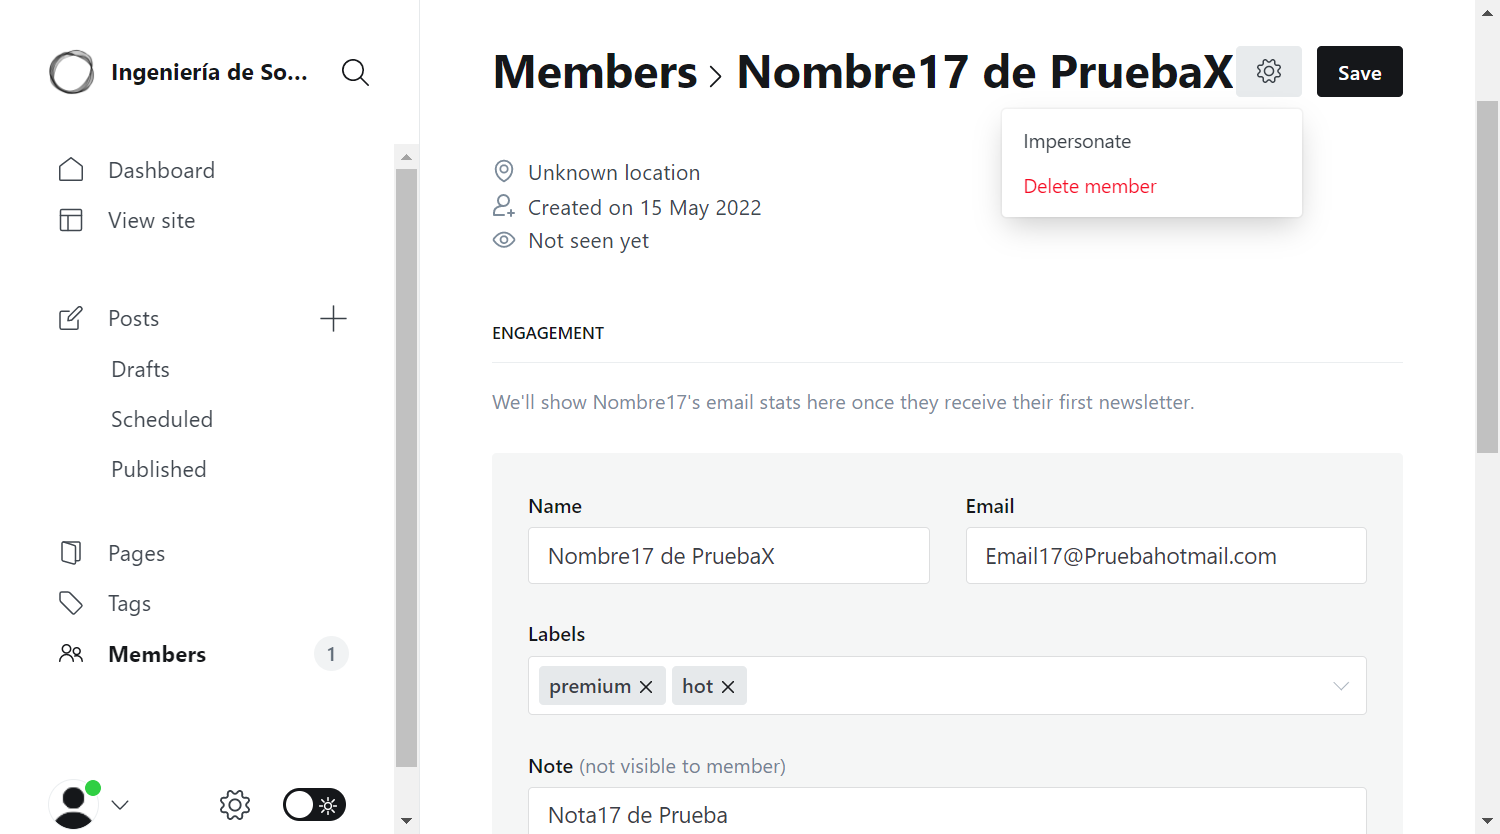 Ingeniería de So...
Dashboard
View site
Posts
Drafts
Scheduled
Published
Pages
Tags
Members 1
Members › Nombre17 de PruebaX
Save
Impersonate
Delete member
Unknown location
Created on 15 May 2022
Not seen yet
ENGAGEMENT
We'll show Nombre17's email stats here once they receive their first newsletter.
Name
Nombre17 de PruebaX
Email
Email17@Pruebahotmail.com
Labels
premium × hot ×
Note (not visible to member)
Nota17 de Prueba